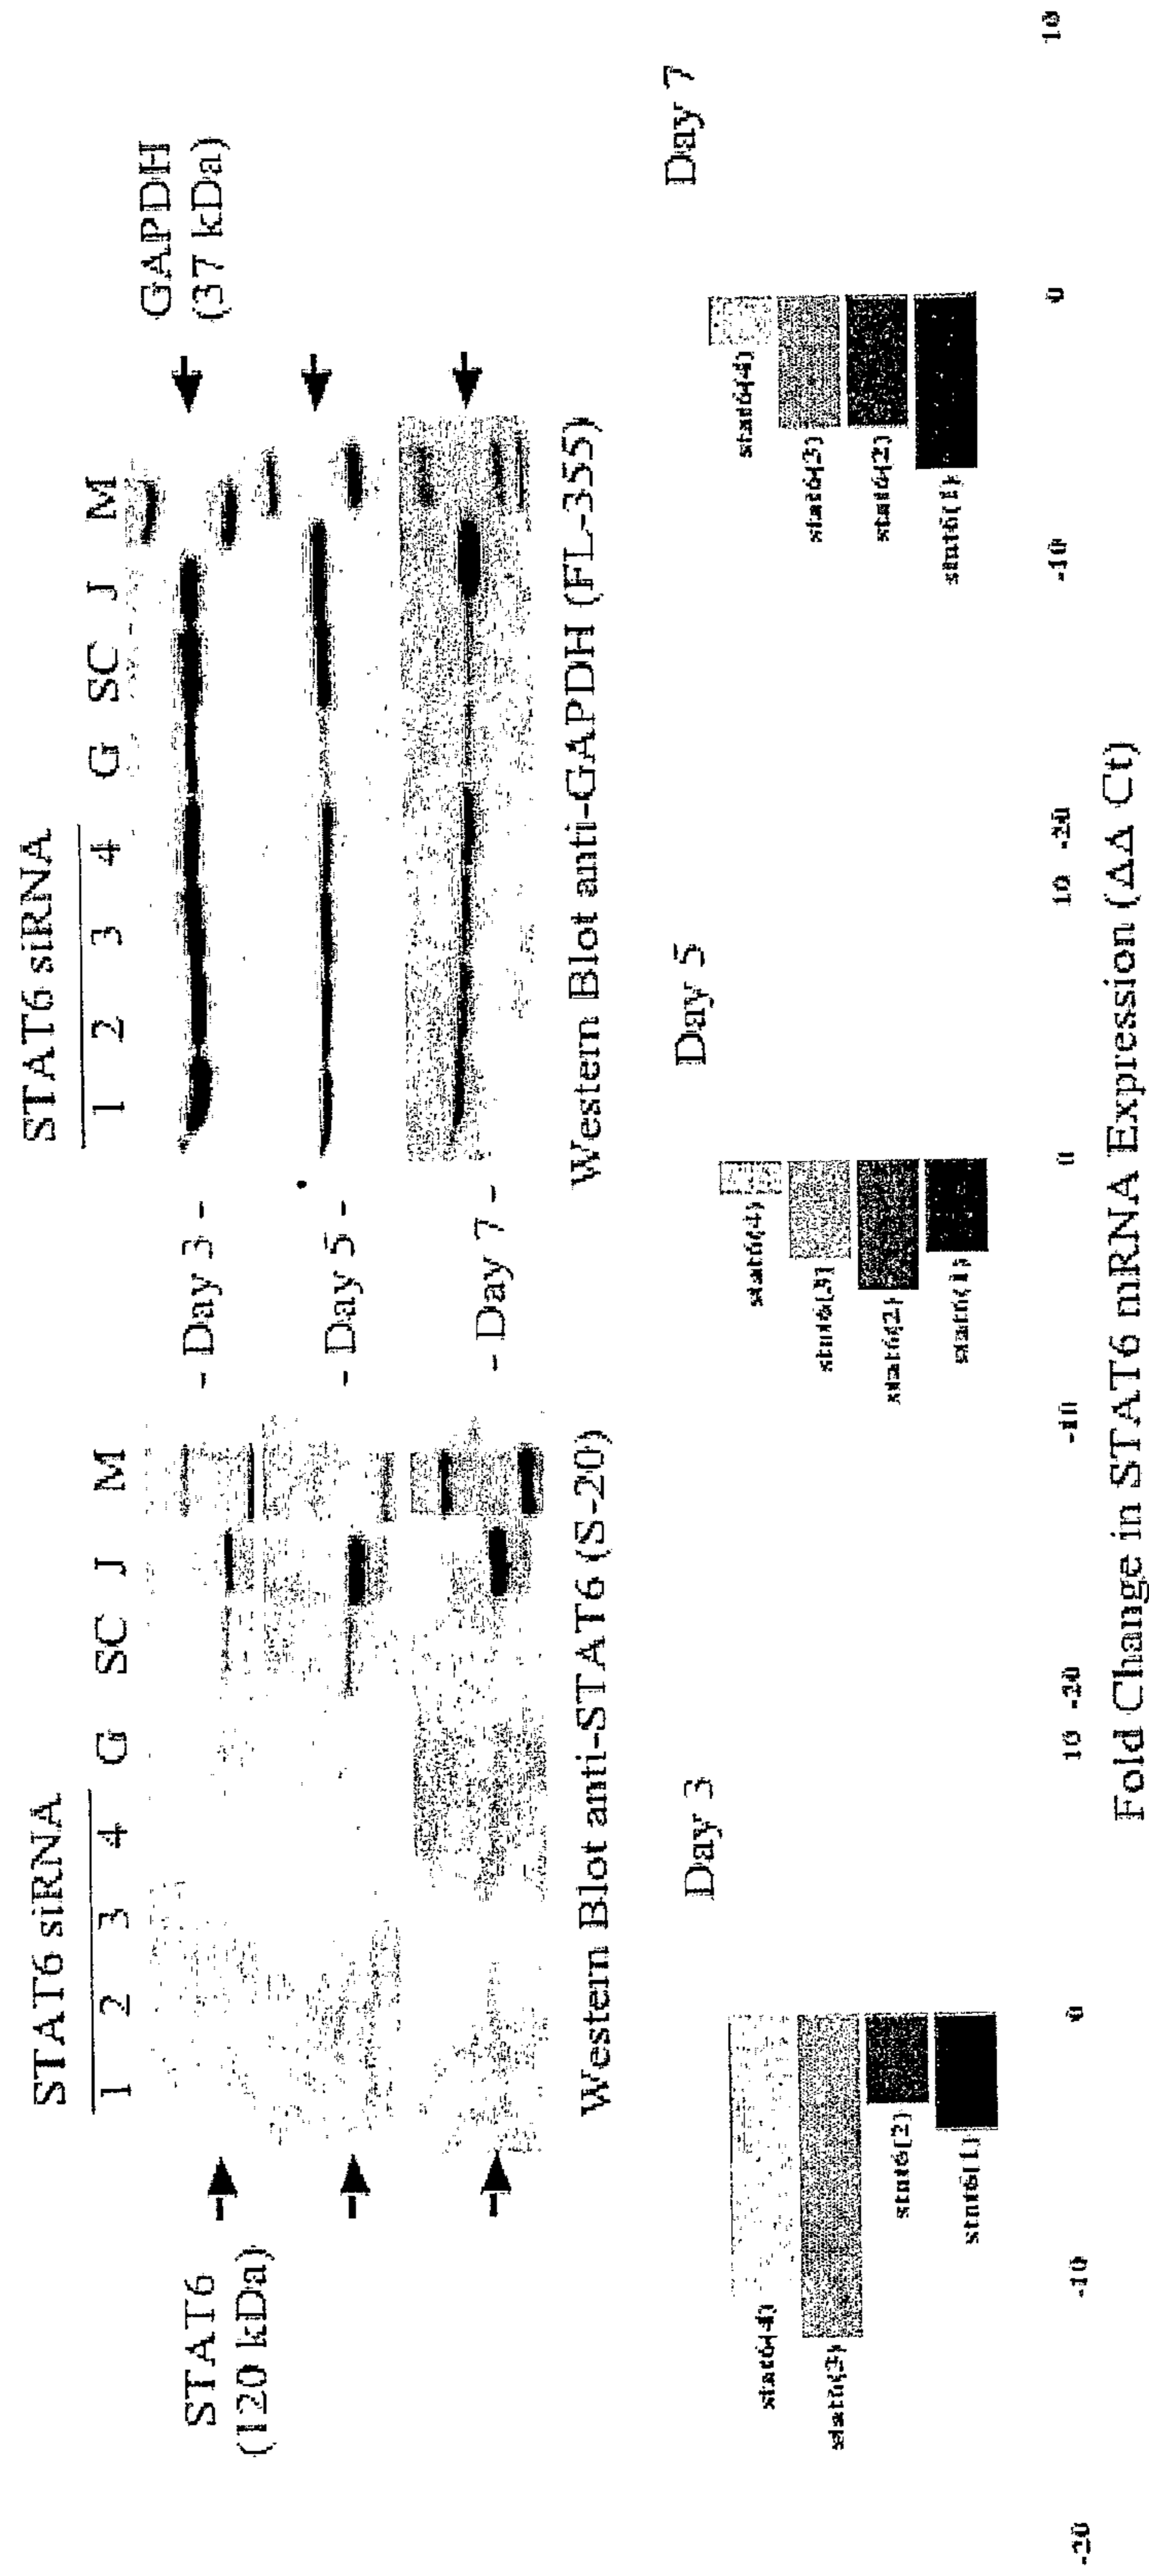 STAT6 siRNA
1 2 3 4 G SC J M
STAT6
(120 kDa)
- Day 3 -
- Day 5 -
- Day 7 -
Western Blot anti-STAT6 (S-20)
STAT6 siRNA
1 2 3 4 G SC J M
GAPDH
(37 kDa)
Western Blot anti-GAPDH (FL-355)
Day 3
stat6(4)
stat6(3)
stat6(2)
stat6(1)
-20 -10 0 10
Day 5
stat6(4)
stat6(3)
stat6(2)
stat6(1)
-20 -10 0 10
Day 7
stat6(4)
stat6(3)
stat6(2)
stat6(1)
-20 -10 0 10
Fold Change in STAT6 mRNA Expression (ΔΔ Ct)